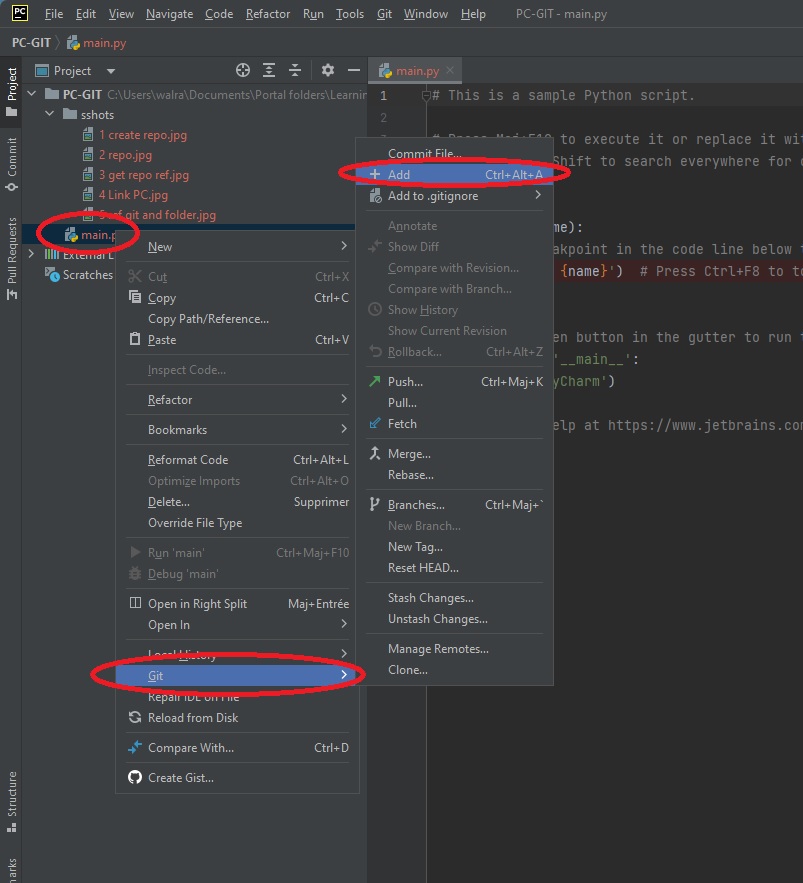 PC
File Edit View Navigate Code Refactor Run Tools Git Window Help PC-GIT - main.py
PC-GIT main.py
Project
Commit
Pull Requests
Structure
Project
PC-GIT C:\Users\walra\Documents\Portal folders\Learnin
sshots
1 create repo.jpg
2 repo.jpg
3 get repo ref.jpg
4 Link PC.jpg
git and folder.jpg
main.p
External L
Scratches
main.py
1 # This is a sample Python script.
2
to execute it or replace it wit
Shift to search everywhere for c
me):
akpoint in the code line below t
{name}') # Press Ctrl+F8 to to
en button in the gutter to run t
'__main__':
yCharm')
elp at https://www.jetbrains.com
New
Cut Ctrl+X
Copy Ctrl+C
Copy Path/Reference...
Paste Ctrl+V
Inspect Code...
Refactor
Bookmarks
Reformat Code Ctrl+Alt+L
Optimize Imports Ctrl+Alt+O
Delete... Supprimer
Override File Type
Run 'main' Ctrl+Maj+F10
Debug 'main'
Open in Right Split Maj+Entrée
Open In
Local History
Git
Repair IDE on File
Reload from Disk
Compare With... Ctrl+D
Create Gist...
Commit File...
Add Ctrl+Alt+A
Add to .gitignore
Annotate
Show Diff
Compare with Revision...
Compare with Branch...
Show History
Show Current Revision
Rollback... Ctrl+Alt+Z
Push... Ctrl+Maj+K
Pull...
Fetch
Merge...
Rebase...
Branches... Ctrl+Maj+`
New Branch...
New Tag...
Reset HEAD...
Stash Changes...
Unstash Changes...
Manage Remotes...
Clone...